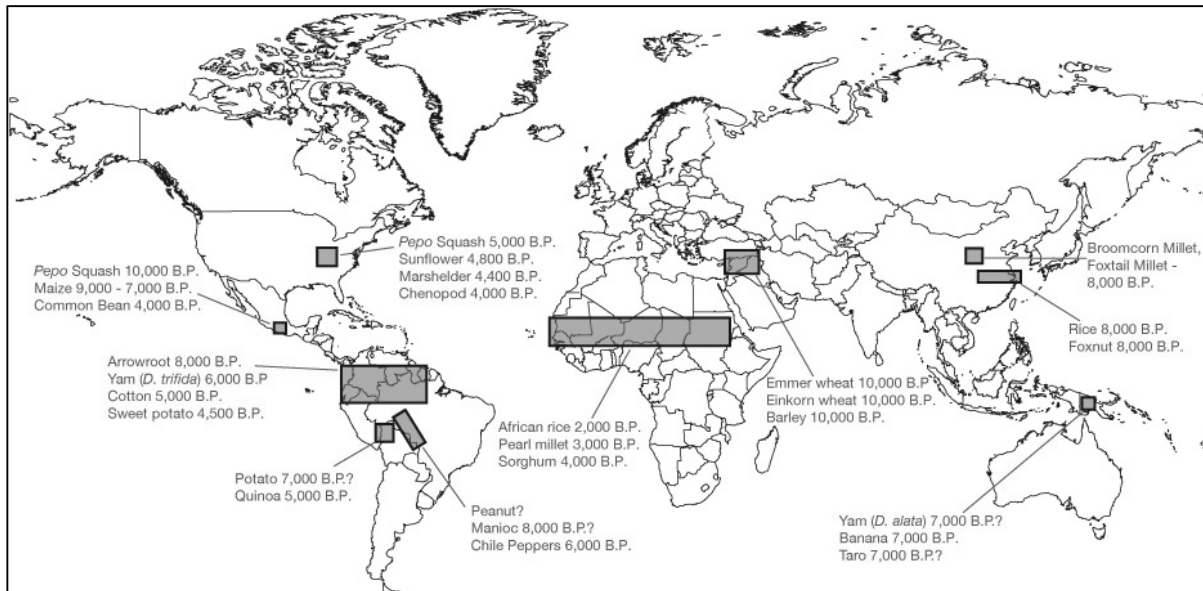 Pepo Squash 5,000 B.P.
Sunflower 4,800 B.P.
Marshelder 4,400 B.P.
Chenopod 4,000 B.P.
Pepo Squash 10,000 B.P.
Maize 9,000 - 7,000 B.P.
Common Bean 4,000 B.P.
Arrowroot 8,000 B.P.
Yam (D. trifida) 6,000 B.P
Cotton 5,000 B.P.
Sweet potato 4,500 B.P.
Potato 7,000 B.P.?
Quinoa 5,000 B.P.
Peanut?
Manioc 8,000 B.P.?
Chile Peppers 6,000 B.P.
African rice 2,000 B.P.
Pearl millet 3,000 B.P.
Sorghum 4,000 B.P.
Emmer wheat 10,000 B.P
Einkorn wheat 10,000 B.P.
Barley 10,000 B.P.
Broomcorn Millet,
Foxtail Millet -
8,000 B.P.
Rice 8,000 B.P.
Foxnut 8,000 B.P.
Yam (D. alata) 7,000 B.P.?
Banana 7,000 B.P.
Taro 7,000 B.P.?